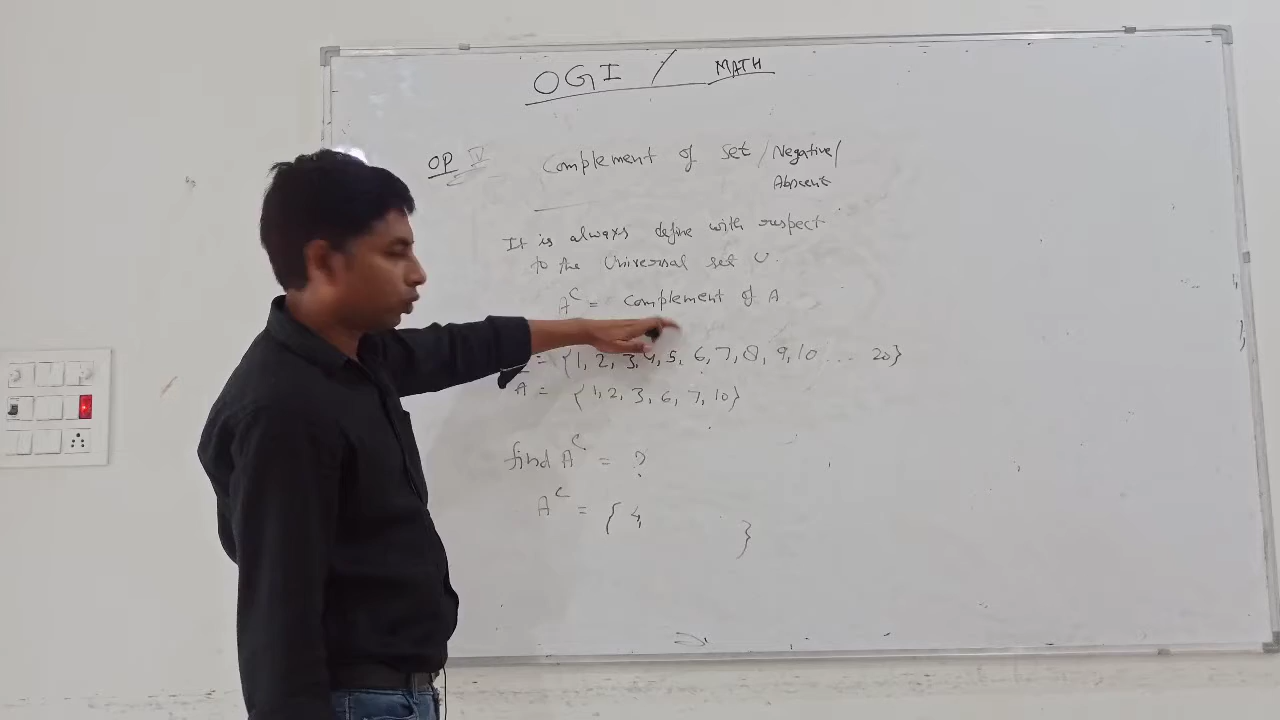 OGI / MATH
OP IV Complement of set / Negative /
Abscent
It is always define with respect
to the Universal set U.
A^c = complement of A
= {1, 2, 3, 4, 5, 6, 7, 8, 9, 10 ... 20}
A = {1, 2, 3, 6, 7, 10}
find A^c = ?
A^c = { 4, }